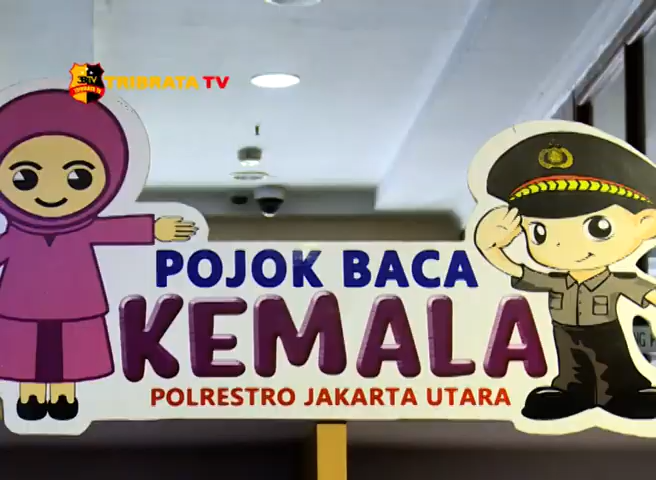 TRIBRATA TV
POJOK BACA
KEMALA
POLRESTRO JAKARTA UTARA